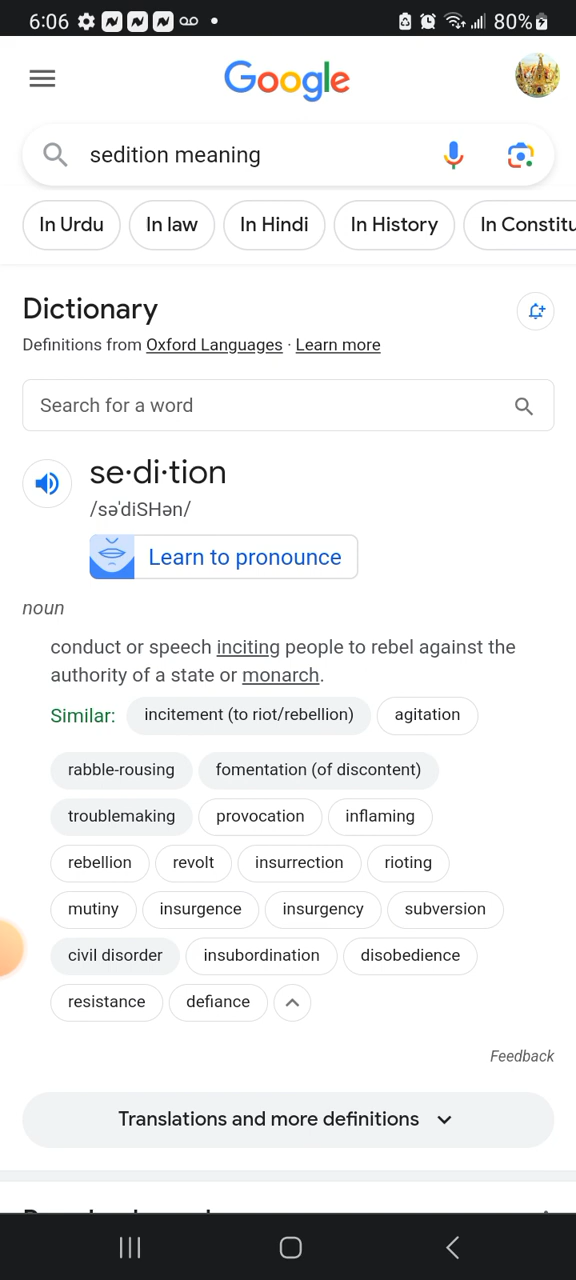 6:06 80%
Google
sedition meaning
In Urdu In law In Hindi In History In Constitu
Dictionary
Definitions from Oxford Languages · Learn more
Search for a word
se·di·tion
/səˈdiSHən/
Learn to pronounce
noun
conduct or speech inciting people to rebel against the
authority of a state or monarch.
Similar: incitement (to riot/rebellion) agitation
rabble-rousing fomentation (of discontent)
troublemaking provocation inflaming
rebellion revolt insurrection rioting
mutiny insurgence insurgency subversion
civil disorder insubordination disobedience
resistance defiance
Feedback
Translations and more definitions